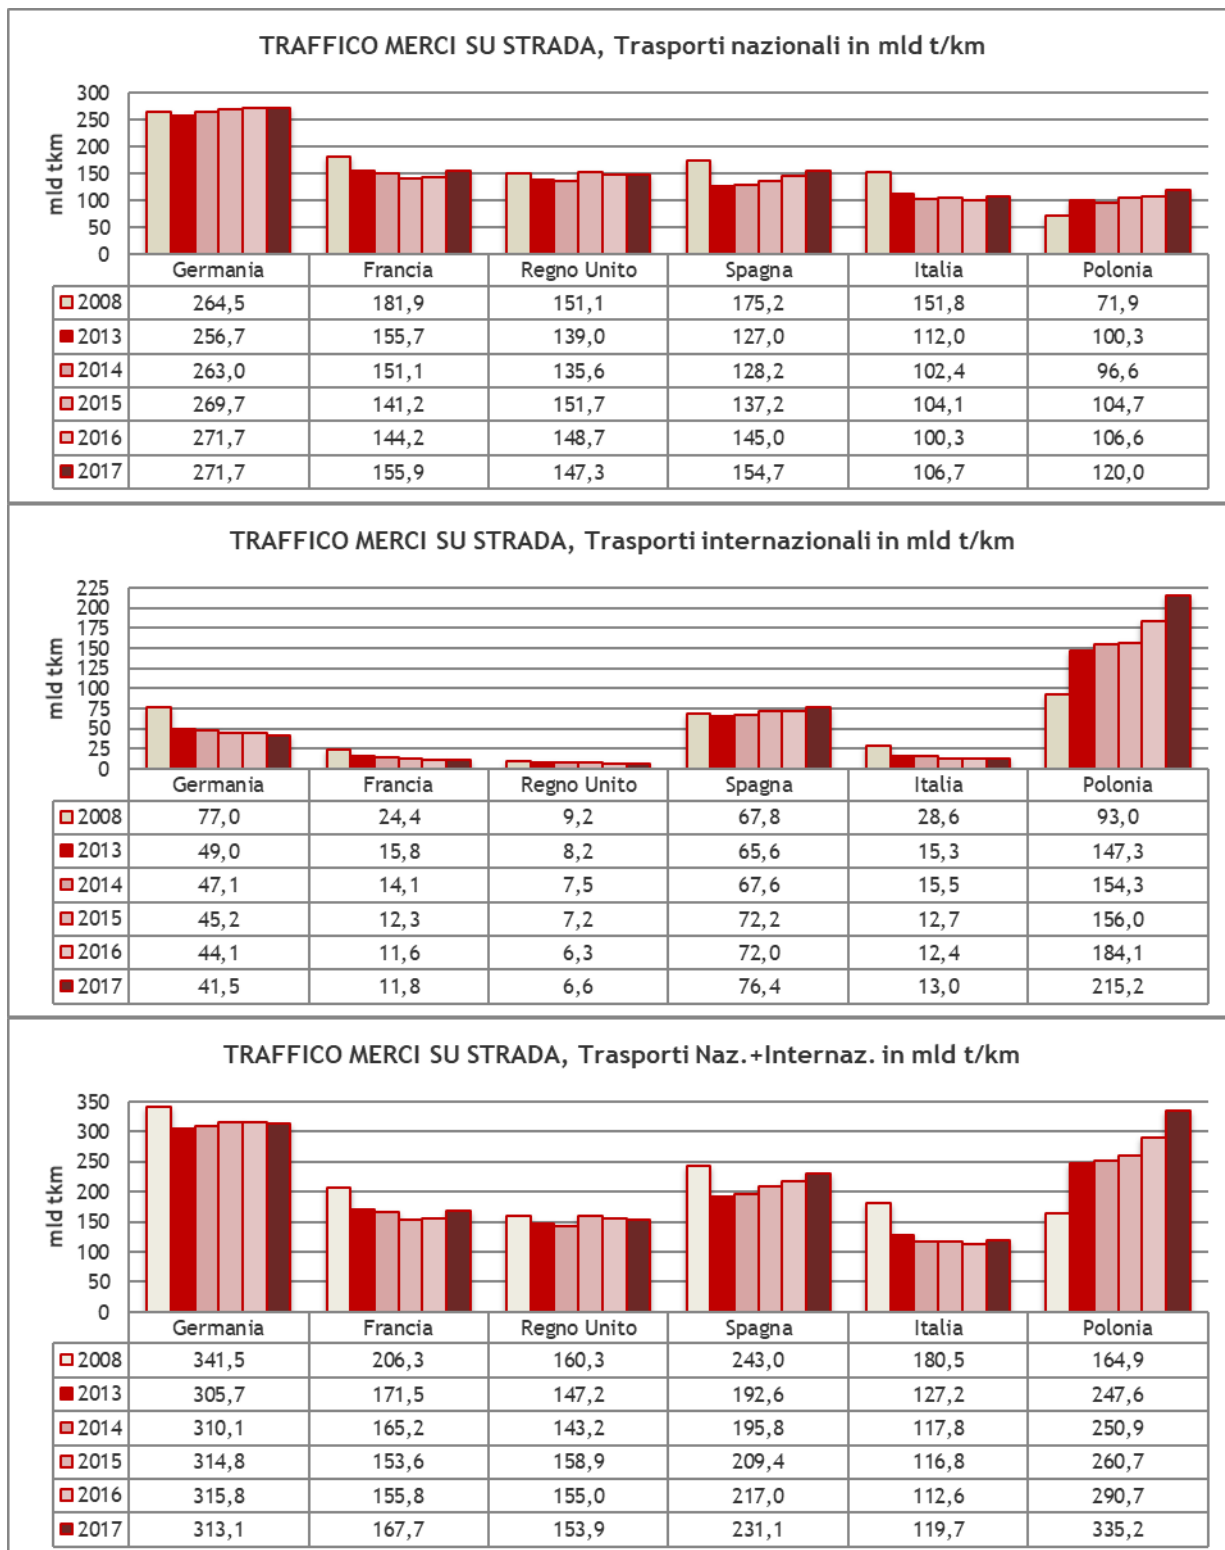 TRAFFICO MERCI SU STRADA, Trasporti nazionali in mld t/km
300
250
200
150
100
50
0
mld tkm
Germania Francia Regno Unito Spagna Italia Polonia
2008 264,5 181,9 151,1 175,2 151,8 71,9
2013 256,7 155,7 139,0 127,0 112,0 100,3
2014 263,0 151,1 135,6 128,2 102,4 96,6
2015 269,7 141,2 151,7 137,2 104,1 104,7
2016 271,7 144,2 148,7 145,0 100,3 106,6
2017 271,7 155,9 147,3 154,7 106,7 120,0
TRAFFICO MERCI SU STRADA, Trasporti internazionali in mld t/km
225
200
175
150
125
100
75
50
25
0
mld tkm
Germania Francia Regno Unito Spagna Italia Polonia
2008 77,0 24,4 9,2 67,8 28,6 93,0
2013 49,0 15,8 8,2 65,6 15,3 147,3
2014 47,1 14,1 7,5 67,6 15,5 154,3
2015 45,2 12,3 7,2 72,2 12,7 156,0
2016 44,1 11,6 6,3 72,0 12,4 184,1
2017 41,5 11,8 6,6 76,4 13,0 215,2
TRAFFICO MERCI SU STRADA, Trasporti Naz.+Internaz. in mld t/km
350
300
250
200
150
100
50
0
mld tkm
Germania Francia Regno Unito Spagna Italia Polonia
2008 341,5 206,3 160,3 243,0 180,5 164,9
2013 305,7 171,5 147,2 192,6 127,2 247,6
2014 310,1 165,2 143,2 195,8 117,8 250,9
2015 314,8 153,6 158,9 209,4 116,8 260,7
2016 315,8 155,8 155,0 217,0 112,6 290,7
2017 313,1 167,7 153,9 231,1 119,7 335,2